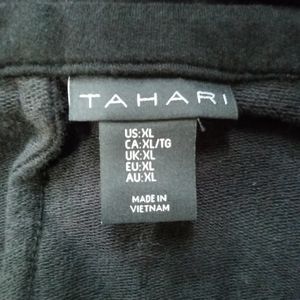 TAHARI
US:XL
CA:XL/TG
UK:XL
EU:XL
AU:XL
MADE IN
VIETNAM